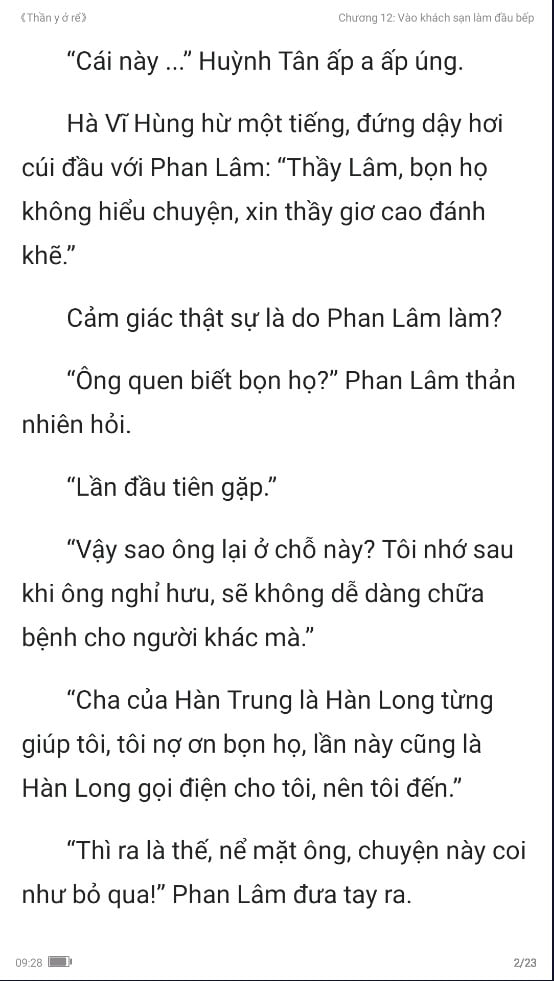 《Thần y ở rể》
Chương 12: Vào khách sạn làm đầu bếp
“Cái này ...” Huỳnh Tân ấp a ấp úng.
Hà Vĩ Hùng hừ một tiếng, đứng dậy hơi
cúi đầu với Phan Lâm: “Thầy Lâm, bọn họ
không hiểu chuyện, xin thầy giơ cao đánh
khẽ.”
Cảm giác thật sự là do Phan Lâm làm?
“Ông quen biết bọn họ?” Phan Lâm thản
nhiên hỏi.
“Lần đầu tiên gặp.”
“Vậy sao ông lại ở chỗ này? Tôi nhớ sau
khi ông nghỉ hưu, sẽ không dễ dàng chữa
bệnh cho người khác mà.”
“Cha của Hàn Trung là Hàn Long từng
giúp tôi, tôi nợ ơn bọn họ, lần này cũng là
Hàn Long gọi điện cho tôi, nên tôi đến.”
“Thì ra là thế, nể mặt ông, chuyện này coi
như bỏ qua!” Phan Lâm đưa tay ra.
09:28
2/23